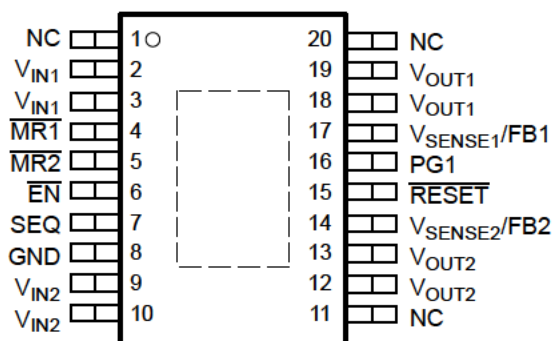 NC 1 20 NC
VIN1 2 19 VOUT1
VIN1 3 18 VOUT1
MR1 4 17 VSENSE1/FB1
MR2 5 16 PG1
EN 6 15 RESET
SEQ 7 14 VSENSE2/FB2
GND 8 13 VOUT2
VIN2 9 12 VOUT2
VIN2 10 11 NC